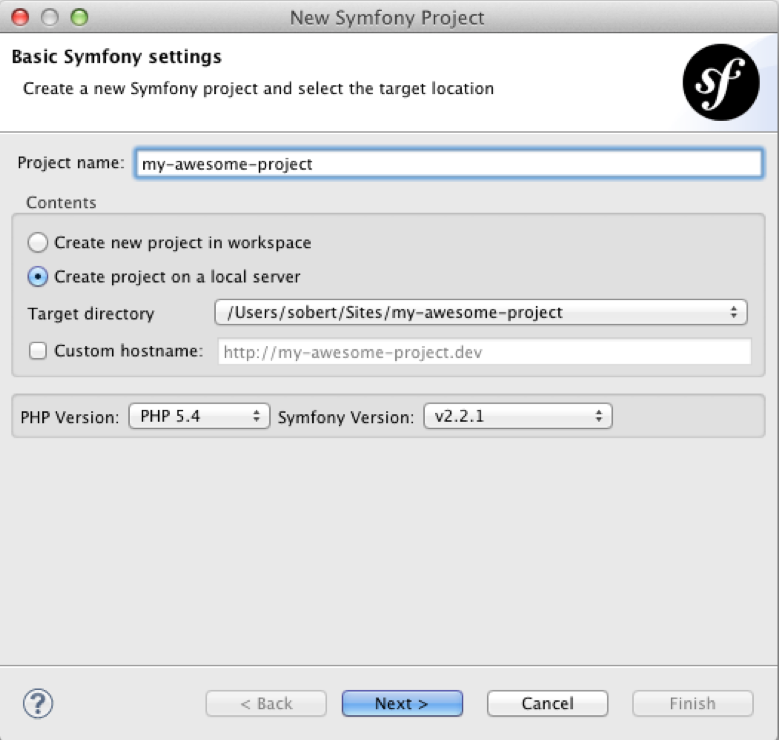 New Symfony Project
Basic Symfony settings
Create a new Symfony project and select the target location
sf
Project name: my-awesome-project
Contents
Create new project in workspace
Create project on a local server
Target directory /Users/sobert/Sites/my-awesome-project
Custom hostname: http://my-awesome-project.dev
PHP Version: PHP 5.4 Symfony Version: v2.2.1
? < Back Next > Cancel Finish